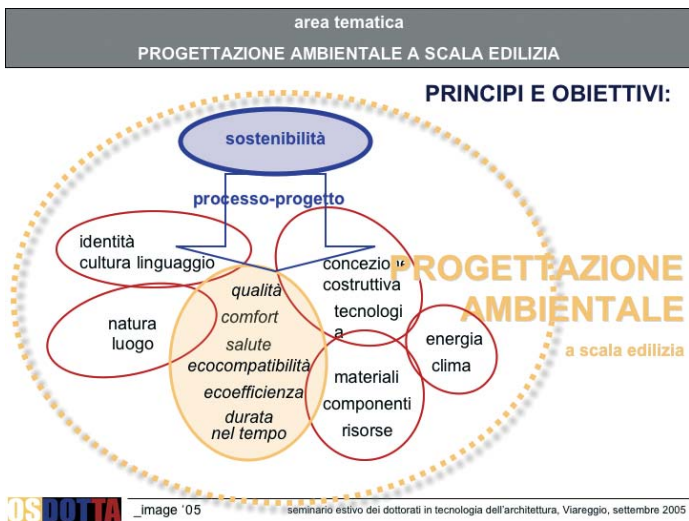 area tematica
PROGETTAZIONE AMBIENTALE A SCALA EDILIZIA
PRINCIPI E OBIETTIVI:
sostenibilità
processo-progetto
identità
cultura linguaggio
natura
luogo
qualità
comfort
salute
ecocompatibilità
ecoefficienza
durata
nel tempo
concezione
costruttiva
tecnologi
a
materiali
componenti
risorse
energia
clima
PROGETTAZIONE
AMBIENTALE
a scala edilizia
OSDOTTA
_image '05
seminario estivo dei dottorati in tecnologia dell'architettura, Viareggio, settembre 2005